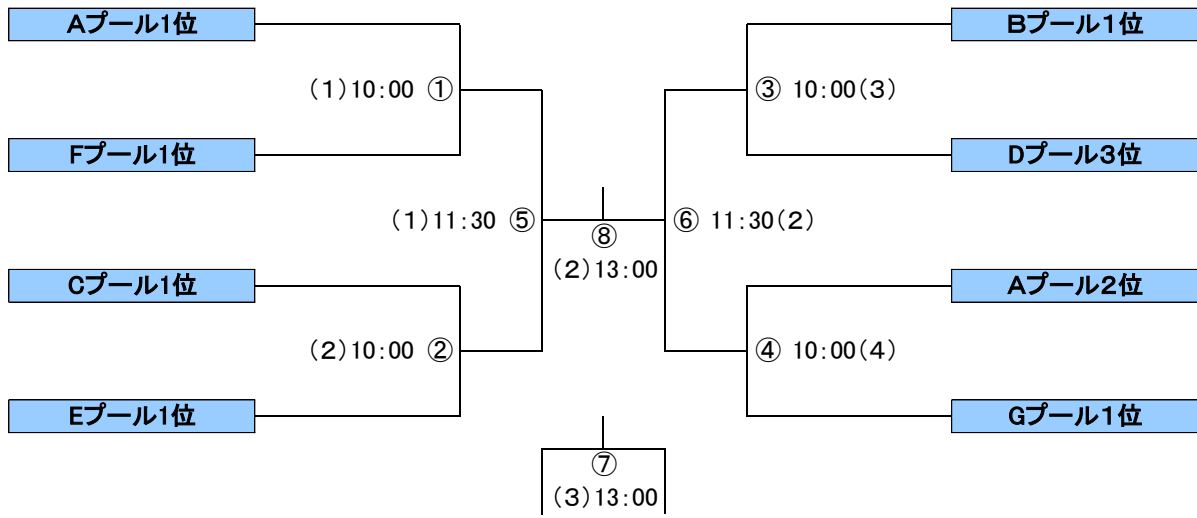 Aプール1位
Bプール１位
(1)10:00 ①
③ 10:00(3)
Fプール1位
Dプール３位
(1)11:30 ⑤
⑥ 11:30(2)
⑧
(2)13:00
Cプール1位
Aプール２位
(2)10:00 ②
④ 10:00(4)
Eプール1位
Gプール１位
⑦
(3)13:00